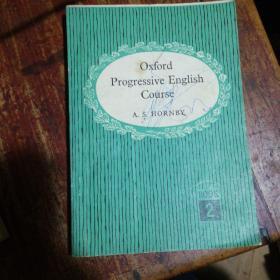 Oxford
Progressive English
Course
A. S. HORNBY
BOOK
2